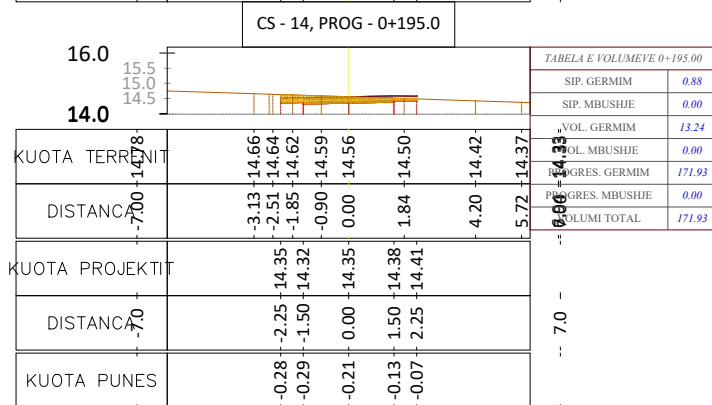 CS - 14, PROG - 0+195.0
16.0
15.5
15.0
14.5
14.0
TABELA E VOLUMEVE 0+195.00
SIP. GERMIM 0.88
SIP. MBUSHJE 0.00
VOL. GERMIM 13.24
VOL. MBUSHJE 0.00
PROGRES. GERMIM 171.93
PROGRES. MBUSHJE 0.00
VOLUMI TOTAL 171.93
KUOTA TERRENIT 14.78 14.66 14.64 14.62 14.59 14.56 14.50 14.42 14.37 14.33
DISTANCA -7.00 -3.13 -2.51 -1.85 -0.90 0.00 1.84 4.20 5.72
KUOTA PROJEKTIT 14.35 14.32 14.35 14.38 14.41
DISTANCA -7.0 -2.25 -1.50 0.00 1.50 2.25 7.0
KUOTA PUNES -0.28 -0.29 -0.21 -0.13 -0.07